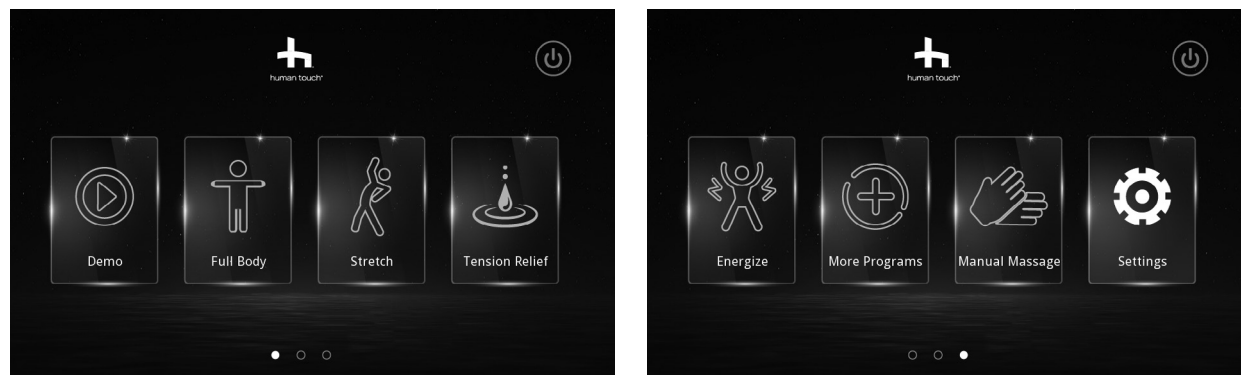 human touch®
Demo
Full Body
Stretch
Tension Relief
human touch®
Energize
More Programs
Manual Massage
Settings